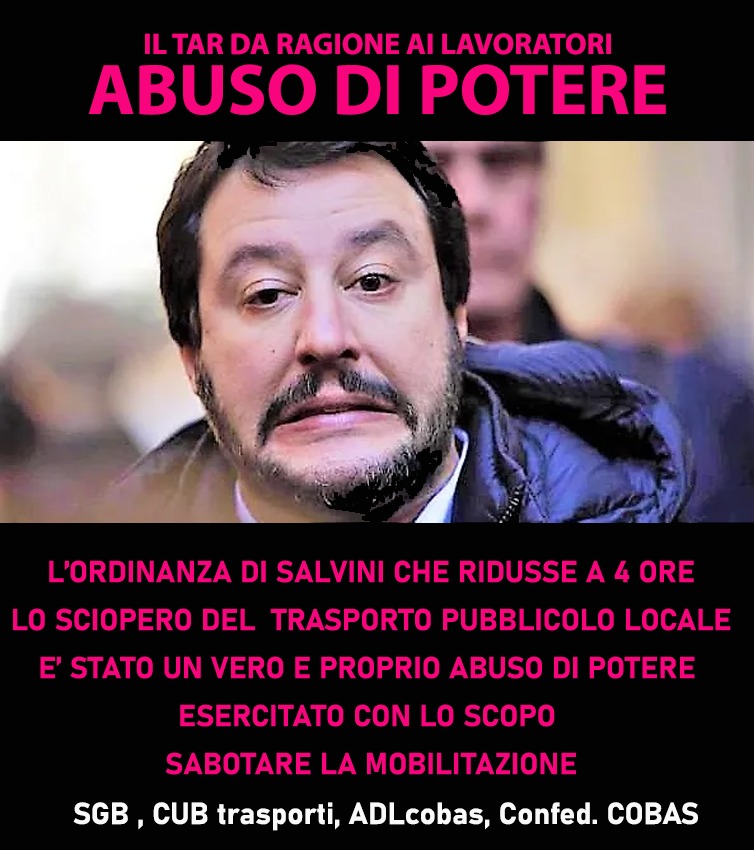 IL TAR DA RAGIONE AI LAVORATORI
ABUSO DI POTERE
L'ORDINANZA DI SALVINI CHE RIDUSSE A 4 ORE
LO SCIOPERO DEL TRASPORTO PUBBLICOLO LOCALE
E' STATO UN VERO E PROPRIO ABUSO DI POTERE
ESERCITATO CON LO SCOPO
SABOTARE LA MOBILITAZIONE
SGB , CUB trasporti, ADLcobas, Confed. COBAS